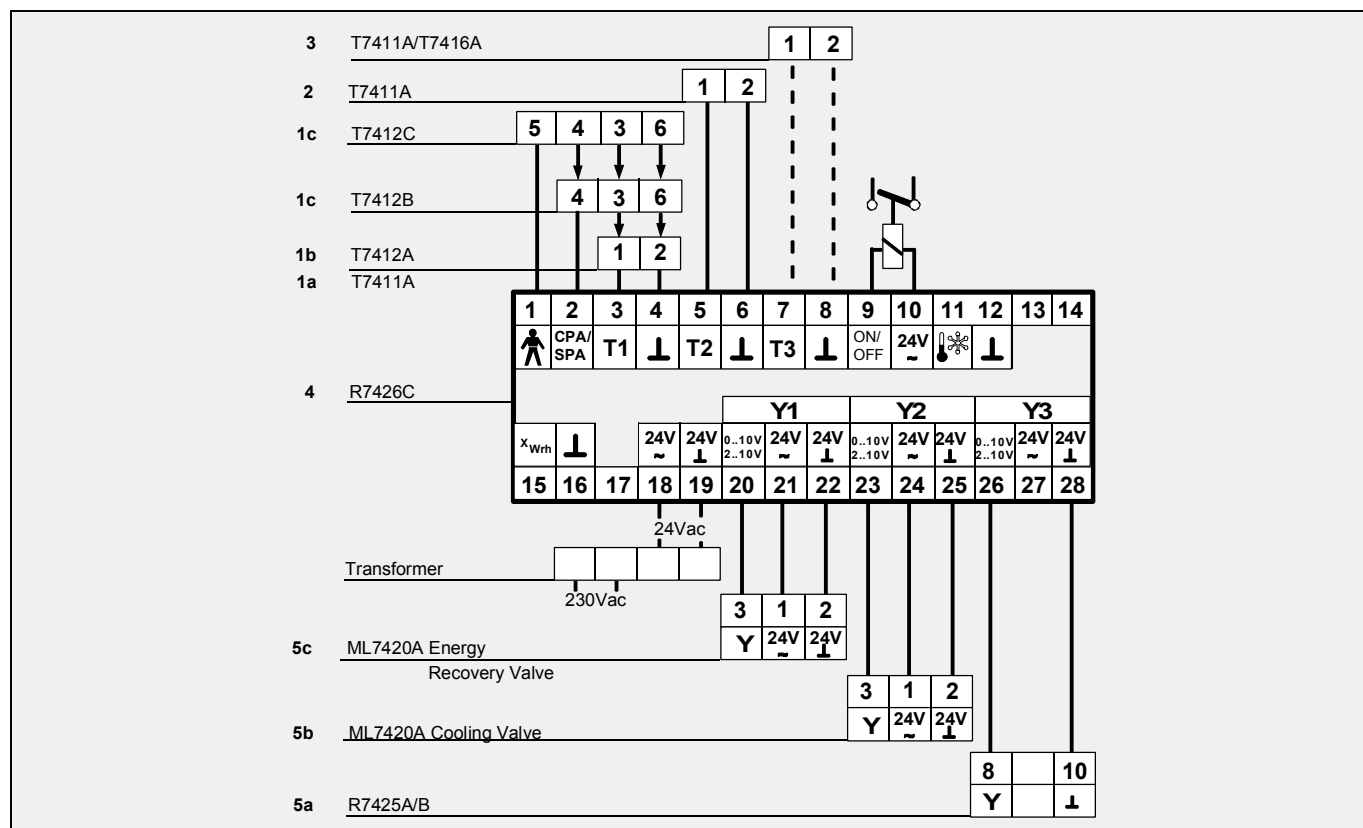 3 T7411A/T7416A 1 2
2 T7411A 1 2
1c T7412C 5 4 3 6
1c T7412B 4 3 6
1b T7412A 1 2
1a T7411A
1 2 3 4 5 6 7 8 9 10 11 12 13 14
CPA/ ON/
SPA T1 T2 T3 OFF 24V ~
4 R7426C
Y1 Y2 Y3
xWrh 24V ~ 24V 0..10V 24V ~ 24V 0..10V 24V ~ 24V 0..10V 24V ~ 24V
2..10V 2..10V 2..10V
15 16 17 18 19 20 21 22 23 24 25 26 27 28
24Vac
Transformer
230Vac
3 1 2
5c ML7420A Energy Y 24V ~ 24V
Recovery Valve
3 1 2
5b ML7420A Cooling Valve Y 24V ~ 24V
8 10
5a R7425A/B Y